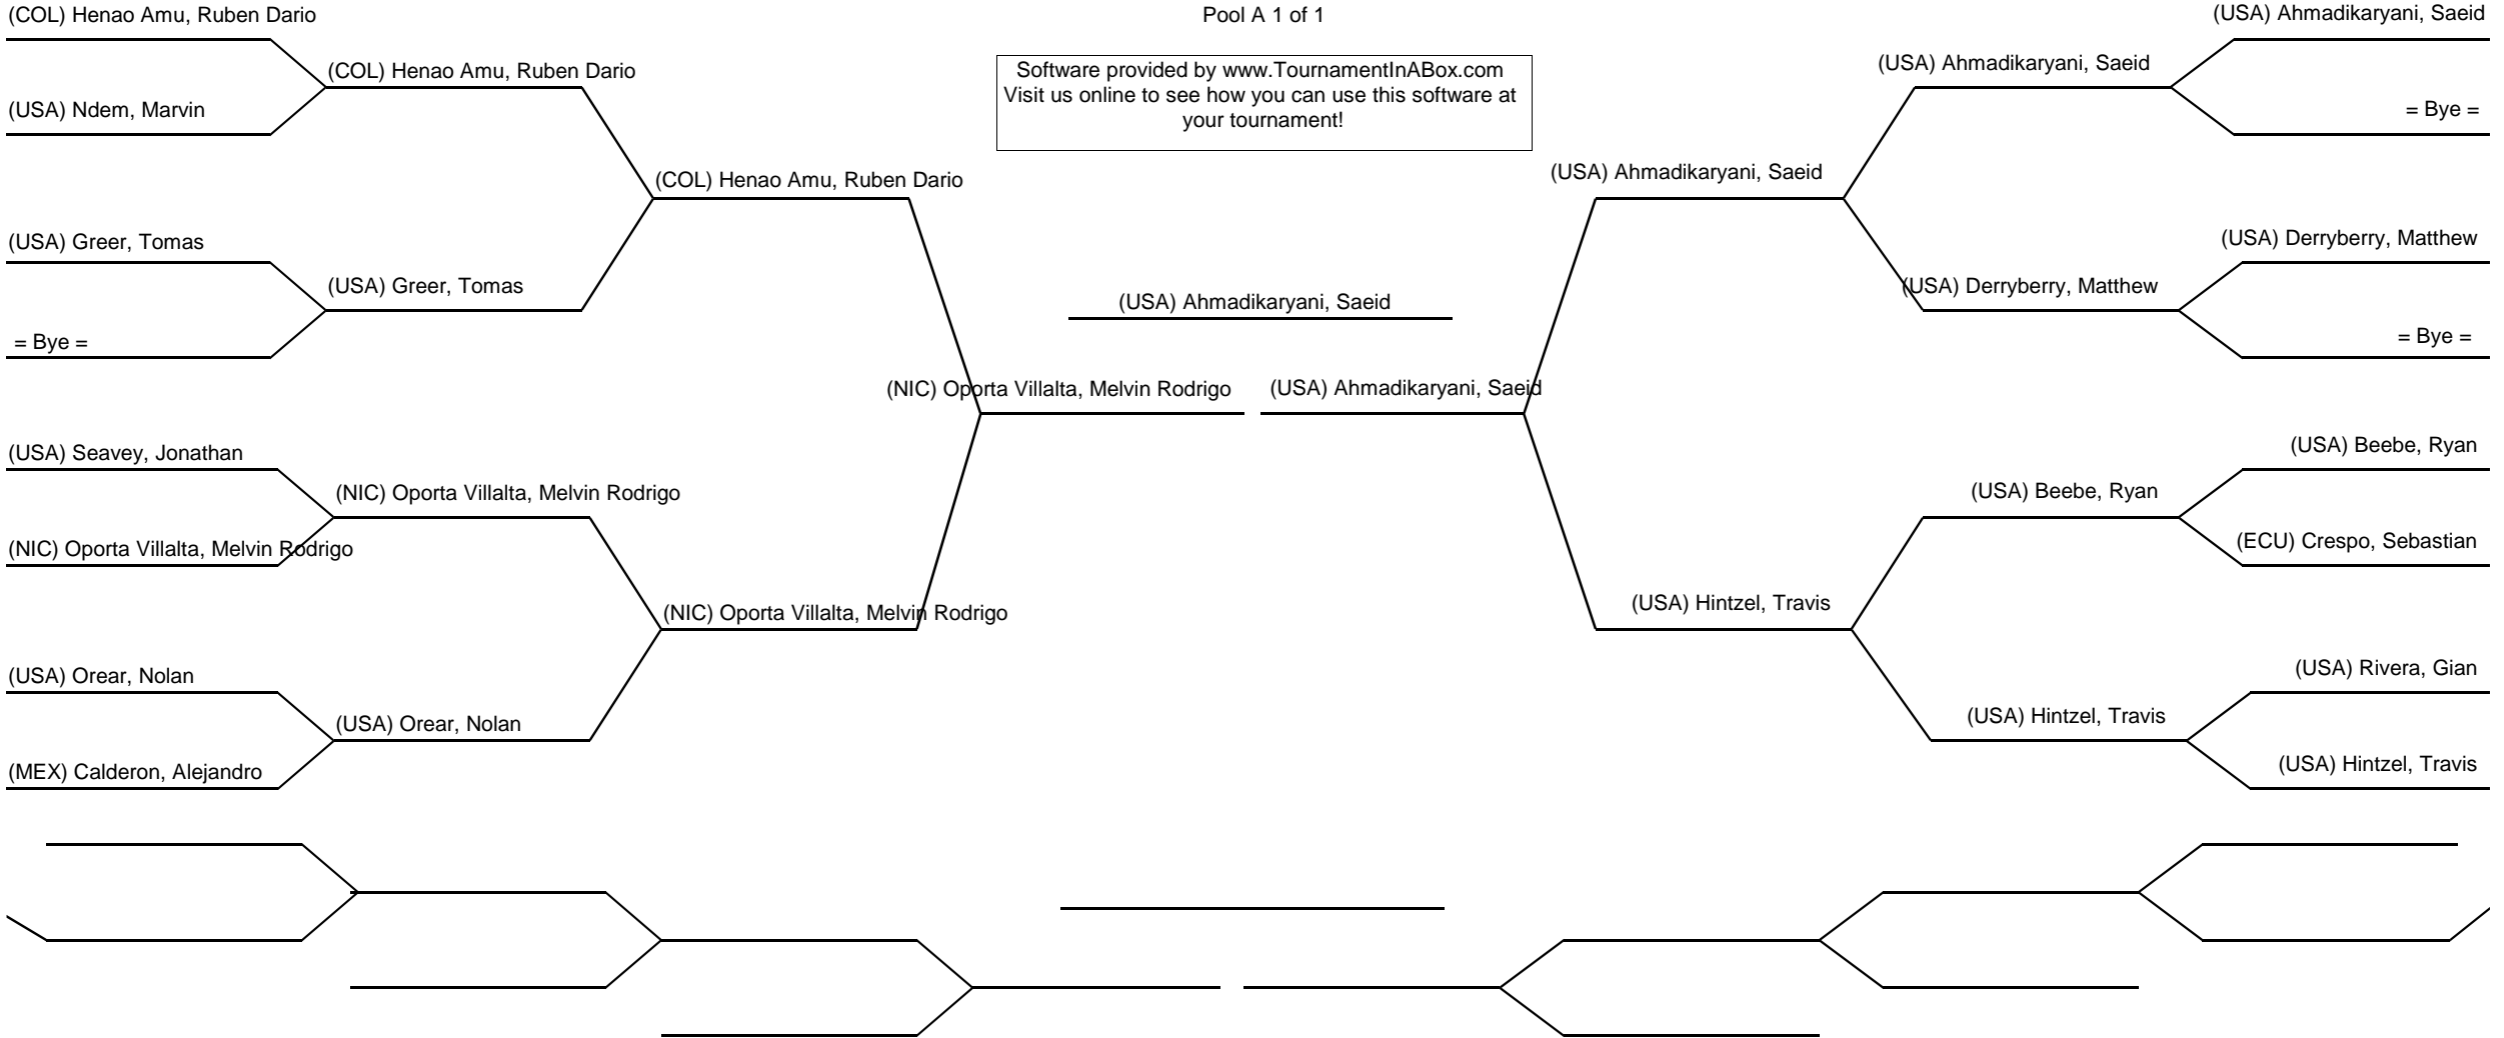 (COL) Henao Amu, Ruben Dario
(USA) Ndem, Marvin
(USA) Greer, Tomas
= Bye =
(USA) Seavey, Jonathan
(NIC) Oporta Villalta, Melvin Rodrigo
(USA) Orear, Nolan
(MEX) Calderon, Alejandro
(COL) Henao Amu, Ruben Dario
(USA) Greer, Tomas
(NIC) Oporta Villalta, Melvin Rodrigo
(USA) Orear, Nolan
(COL) Henao Amu, Ruben Dario
(NIC) Oporta Villalta, Melvin Rodrigo
(NIC) Oporta Villalta, Melvin Rodrigo
Pool A 1 of 1
Software provided by www.TournamentInABox.com
Visit us online to see how you can use this software at
your tournament!
(USA) Ahmadikaryani, Saeid
(USA) Ahmadikaryani, Saeid
(USA) Ahmadikaryani, Saeid
(USA) Hintzel, Travis
(USA) Ahmadikaryani, Saeid
(USA) Derryberry, Matthew
(USA) Beebe, Ryan
(USA) Hintzel, Travis
(USA) Ahmadikaryani, Saeid
= Bye =
(USA) Derryberry, Matthew
= Bye =
(USA) Beebe, Ryan
(ECU) Crespo, Sebastian
(USA) Rivera, Gian
(USA) Hintzel, Travis